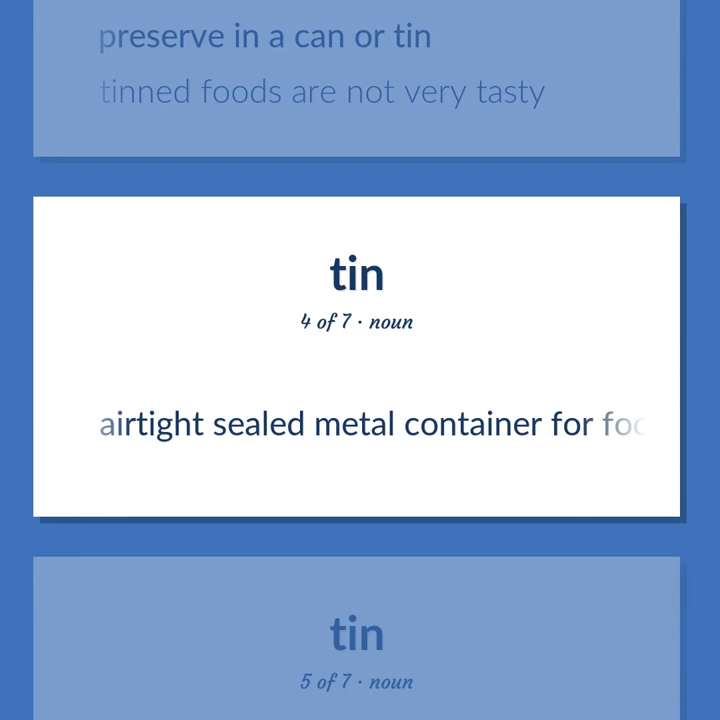 preserve in a can or tin
tinned foods are not very tasty
tin
4 of 7 · noun
airtight sealed metal container for foo
tin
5 of 7 · noun